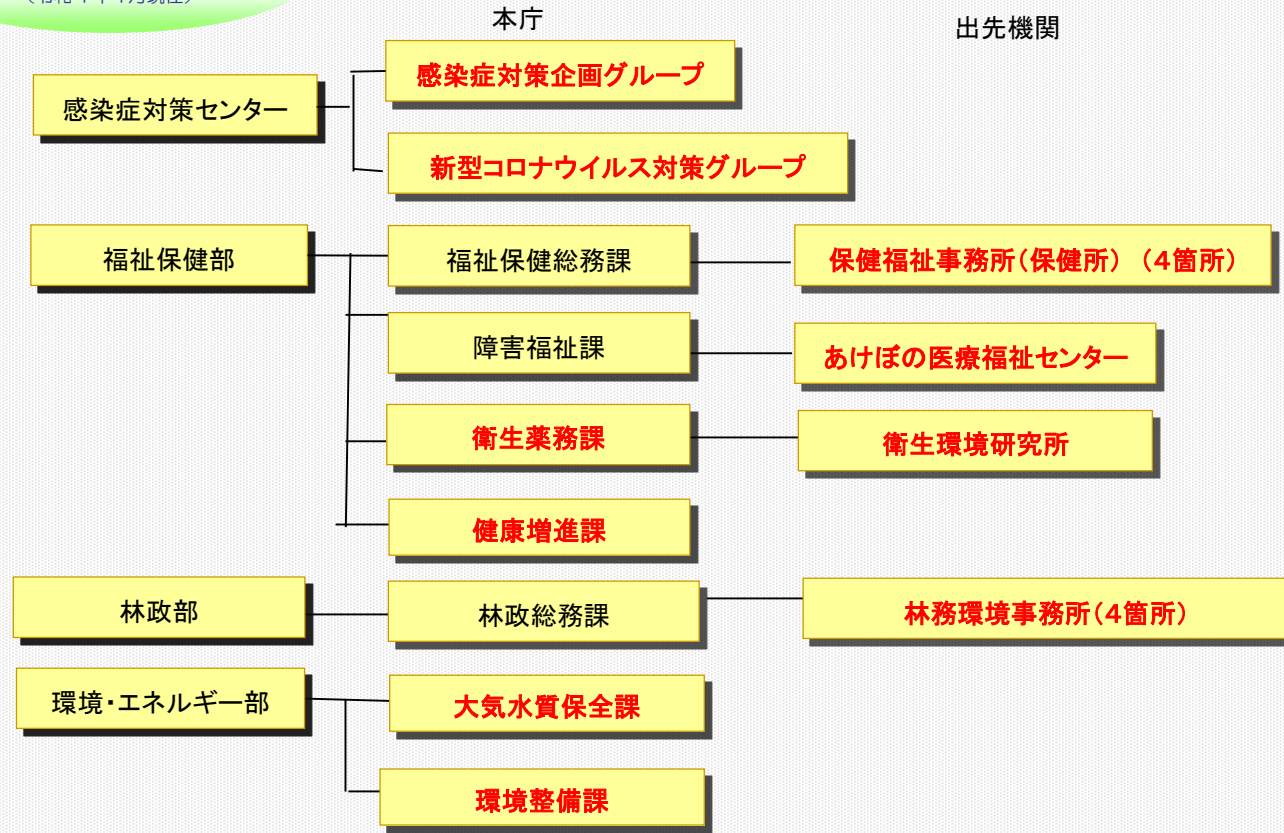 本庁
出先機関
感染症対策センター
感染症対策企画グループ
新型コロナウイルス対策グループ
福祉保健部
福祉保健総務課
保健福祉事務所(保健所) (4箇所)
障害福祉課
あけぼの医療福祉センター
衛生薬務課
衛生環境研究所
健康増進課
林政部
林政総務課
林務環境事務所(4箇所)
環境・エネルギー部
大気水質保全課
環境整備課